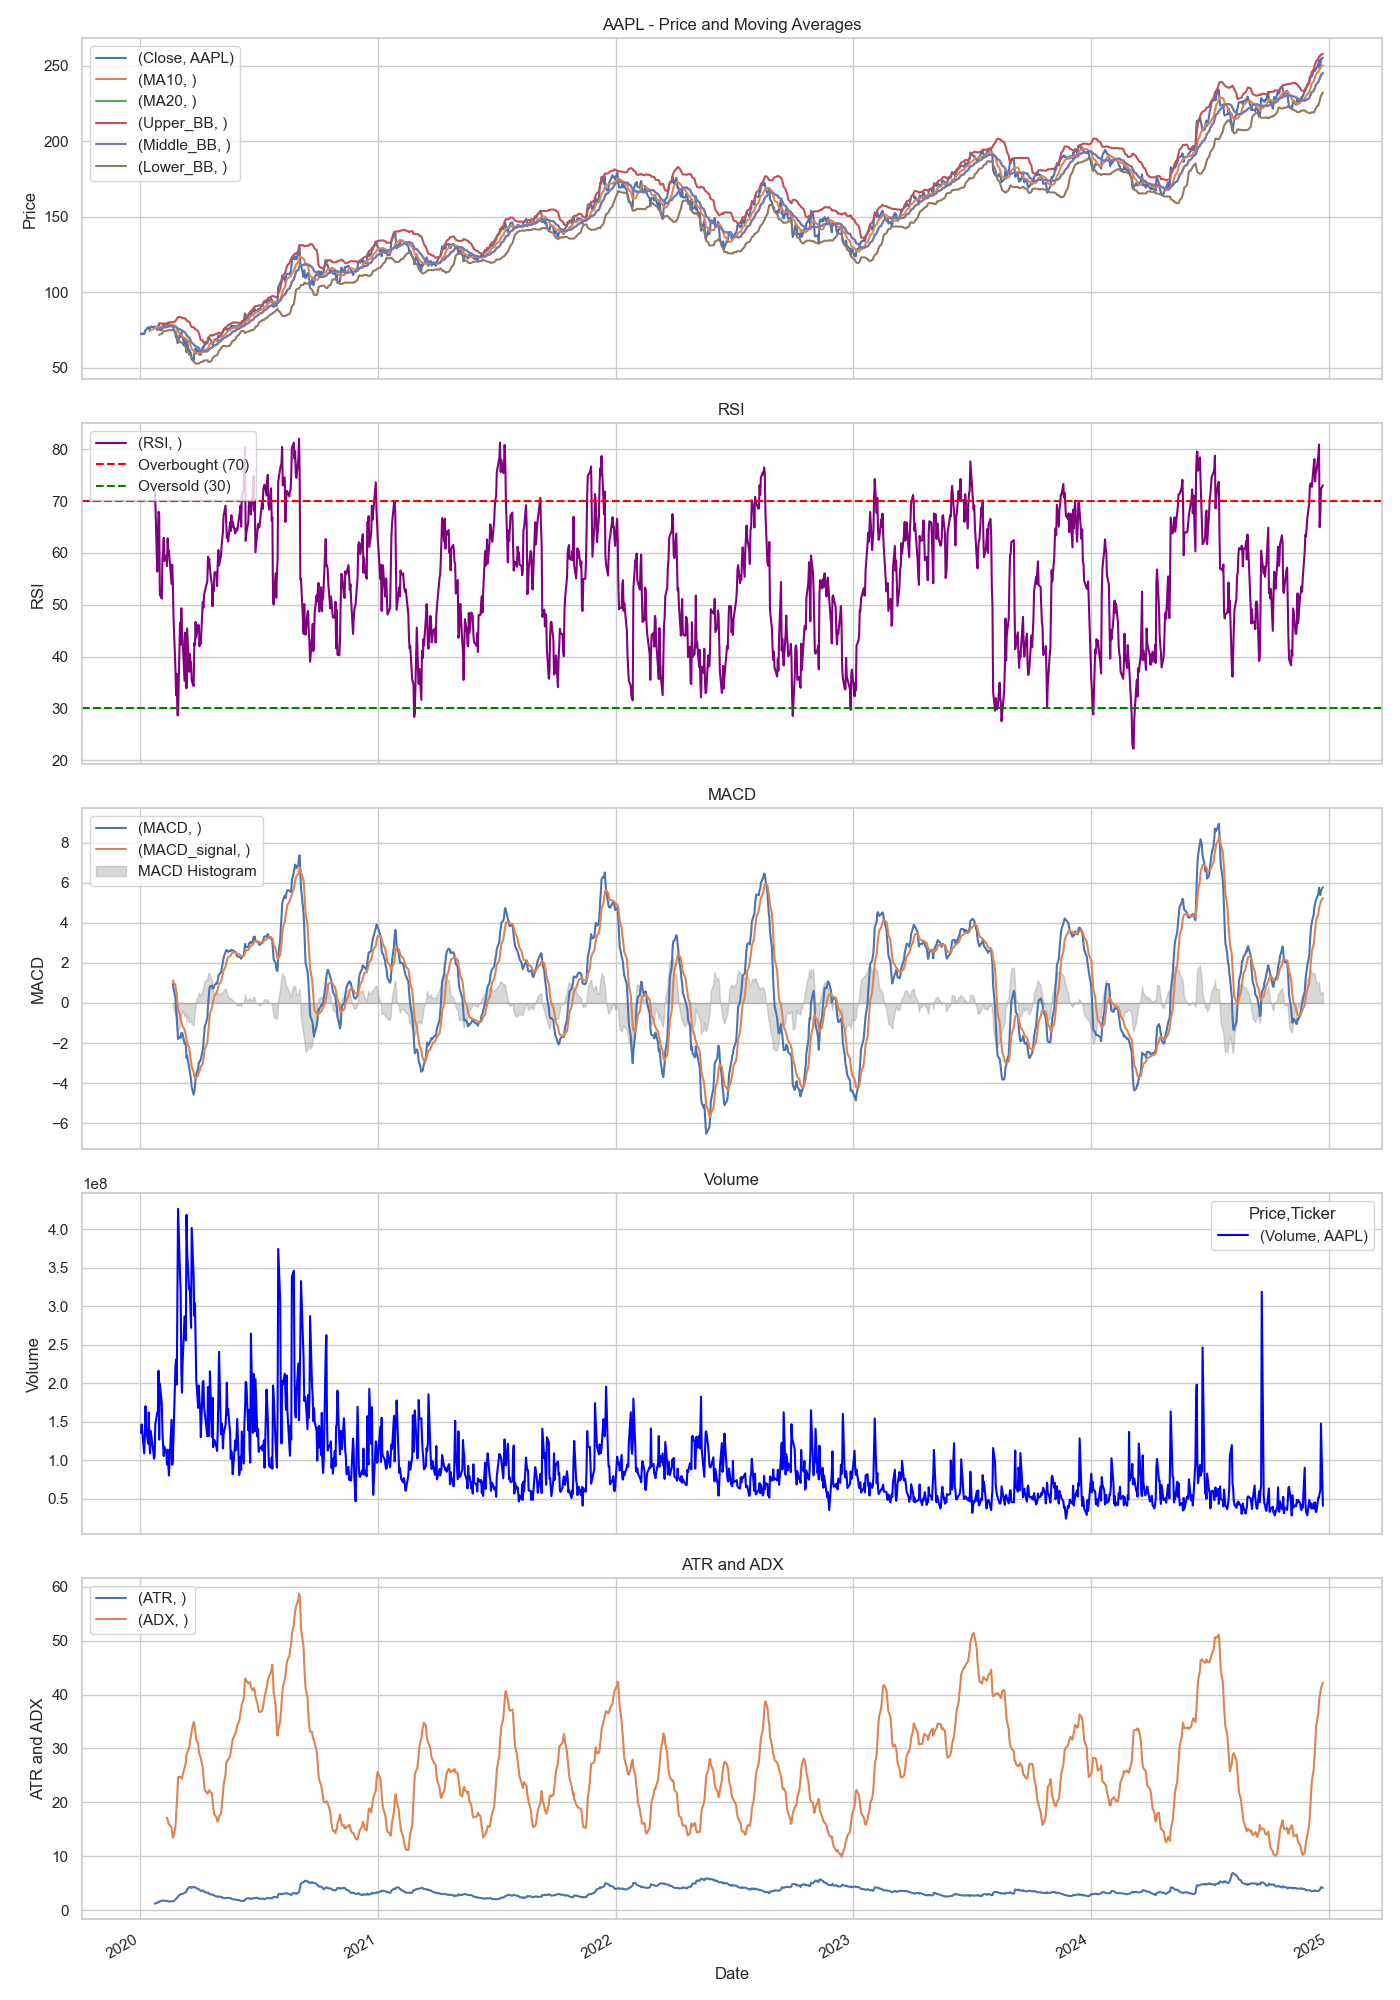 AAPL - Price and Moving Averages
(Close, AAPL)
(MA10, )
(MA20, )
(Upper_BB, )
(Middle_BB, )
(Lower_BB, )
Price
250
200
150
100
50
RSI
(RSI, )
Overbought (70)
Oversold (30)
RSI
80
70
60
50
40
30
20
MACD
(MACD, )
(MACD_signal, )
MACD Histogram
MACD
8
6
4
2
0
−2
−4
−6
Volume
1e8
Price,Ticker
(Volume, AAPL)
Volume
4.0
3.5
3.0
2.5
2.0
1.5
1.0
0.5
ATR and ADX
(ATR, )
(ADX, )
ATR and ADX
60
50
40
30
20
10
0
2020
2021
2022
2023
2024
2025
Date